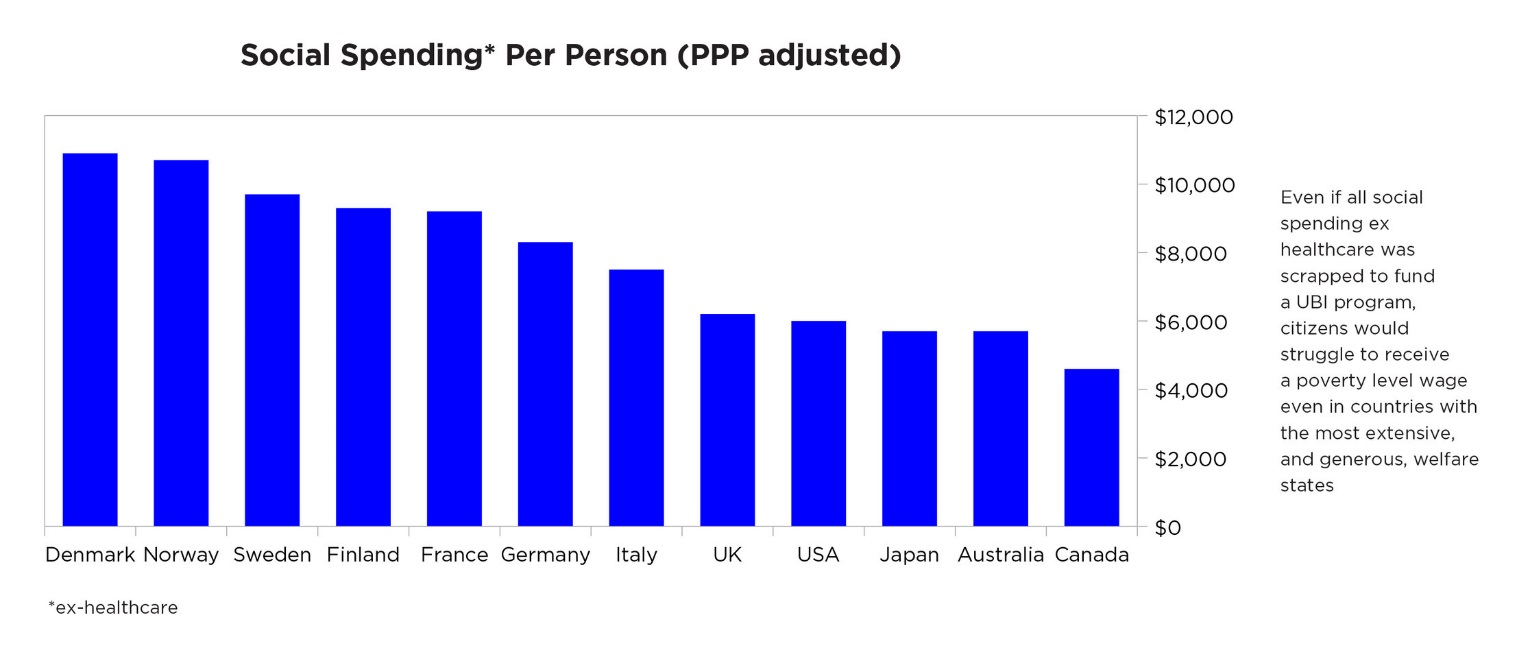 Social Spending* Per Person (PPP adjusted)
$12,000
$10,000
$8,000
$6,000
$4,000
$2,000
$0
Even if all social
spending ex
healthcare was
scrapped to fund
a UBI program,
citizens would
struggle to receive
a poverty level wage
even in countries with
the most extensive,
and generous, welfare
states
Denmark Norway Sweden Finland France Germany Italy UK USA Japan Australia Canada
*ex-healthcare